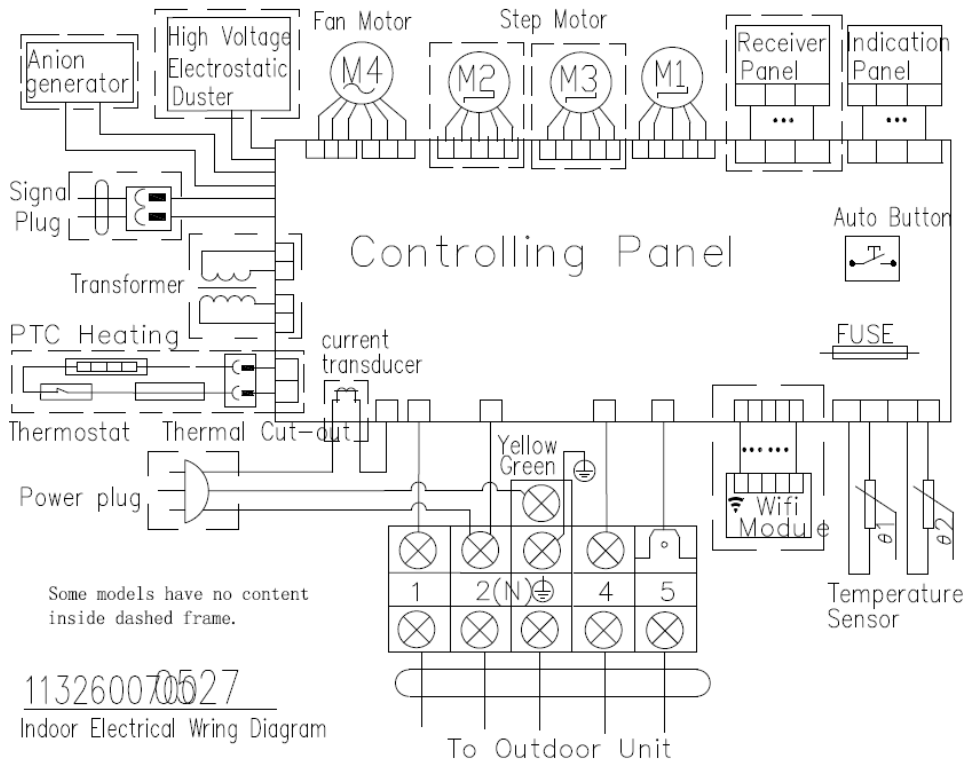 Fan Motor
Step Motor
Anion
generator
High Voltage
Electrostatic
Duster
M4
M2
M3
M1
Receiver
Panel
Indication
Panel
Signal
Plug
Controlling Panel
Auto Button
Transformer
PTC Heating
current
transducer
FUSE
Thermostat
Thermal Cut-out
Yellow
Green
Power plug
Wifi
Module
θ1
θ2
1
2(N)
4
5
Temperature
Sensor
Some models have no content
inside dashed frame.
Indoor Electrical Wring Diagram
To Outdoor Unit